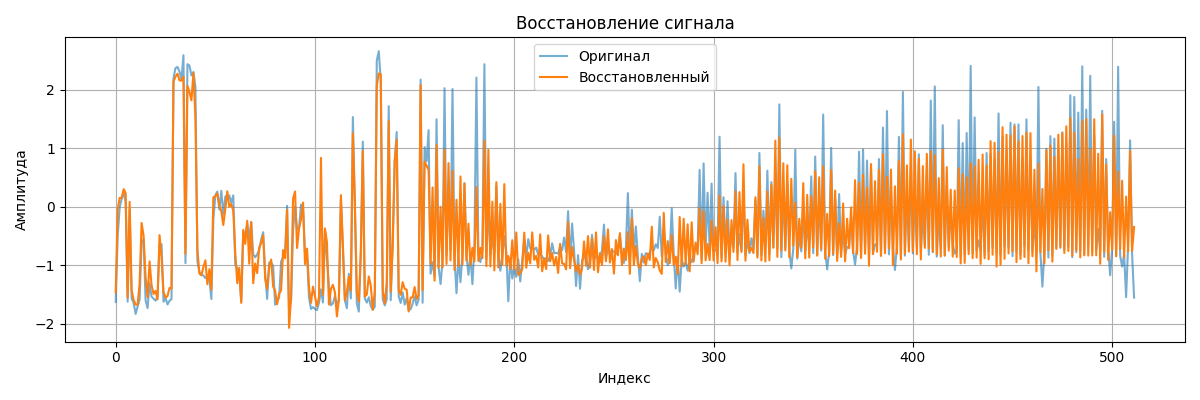 Восстановление сигнала
Оригинал
Восстановленный
Амплитуда
2
1
0
−1
−2
0
100
200
300
400
500
Индекс